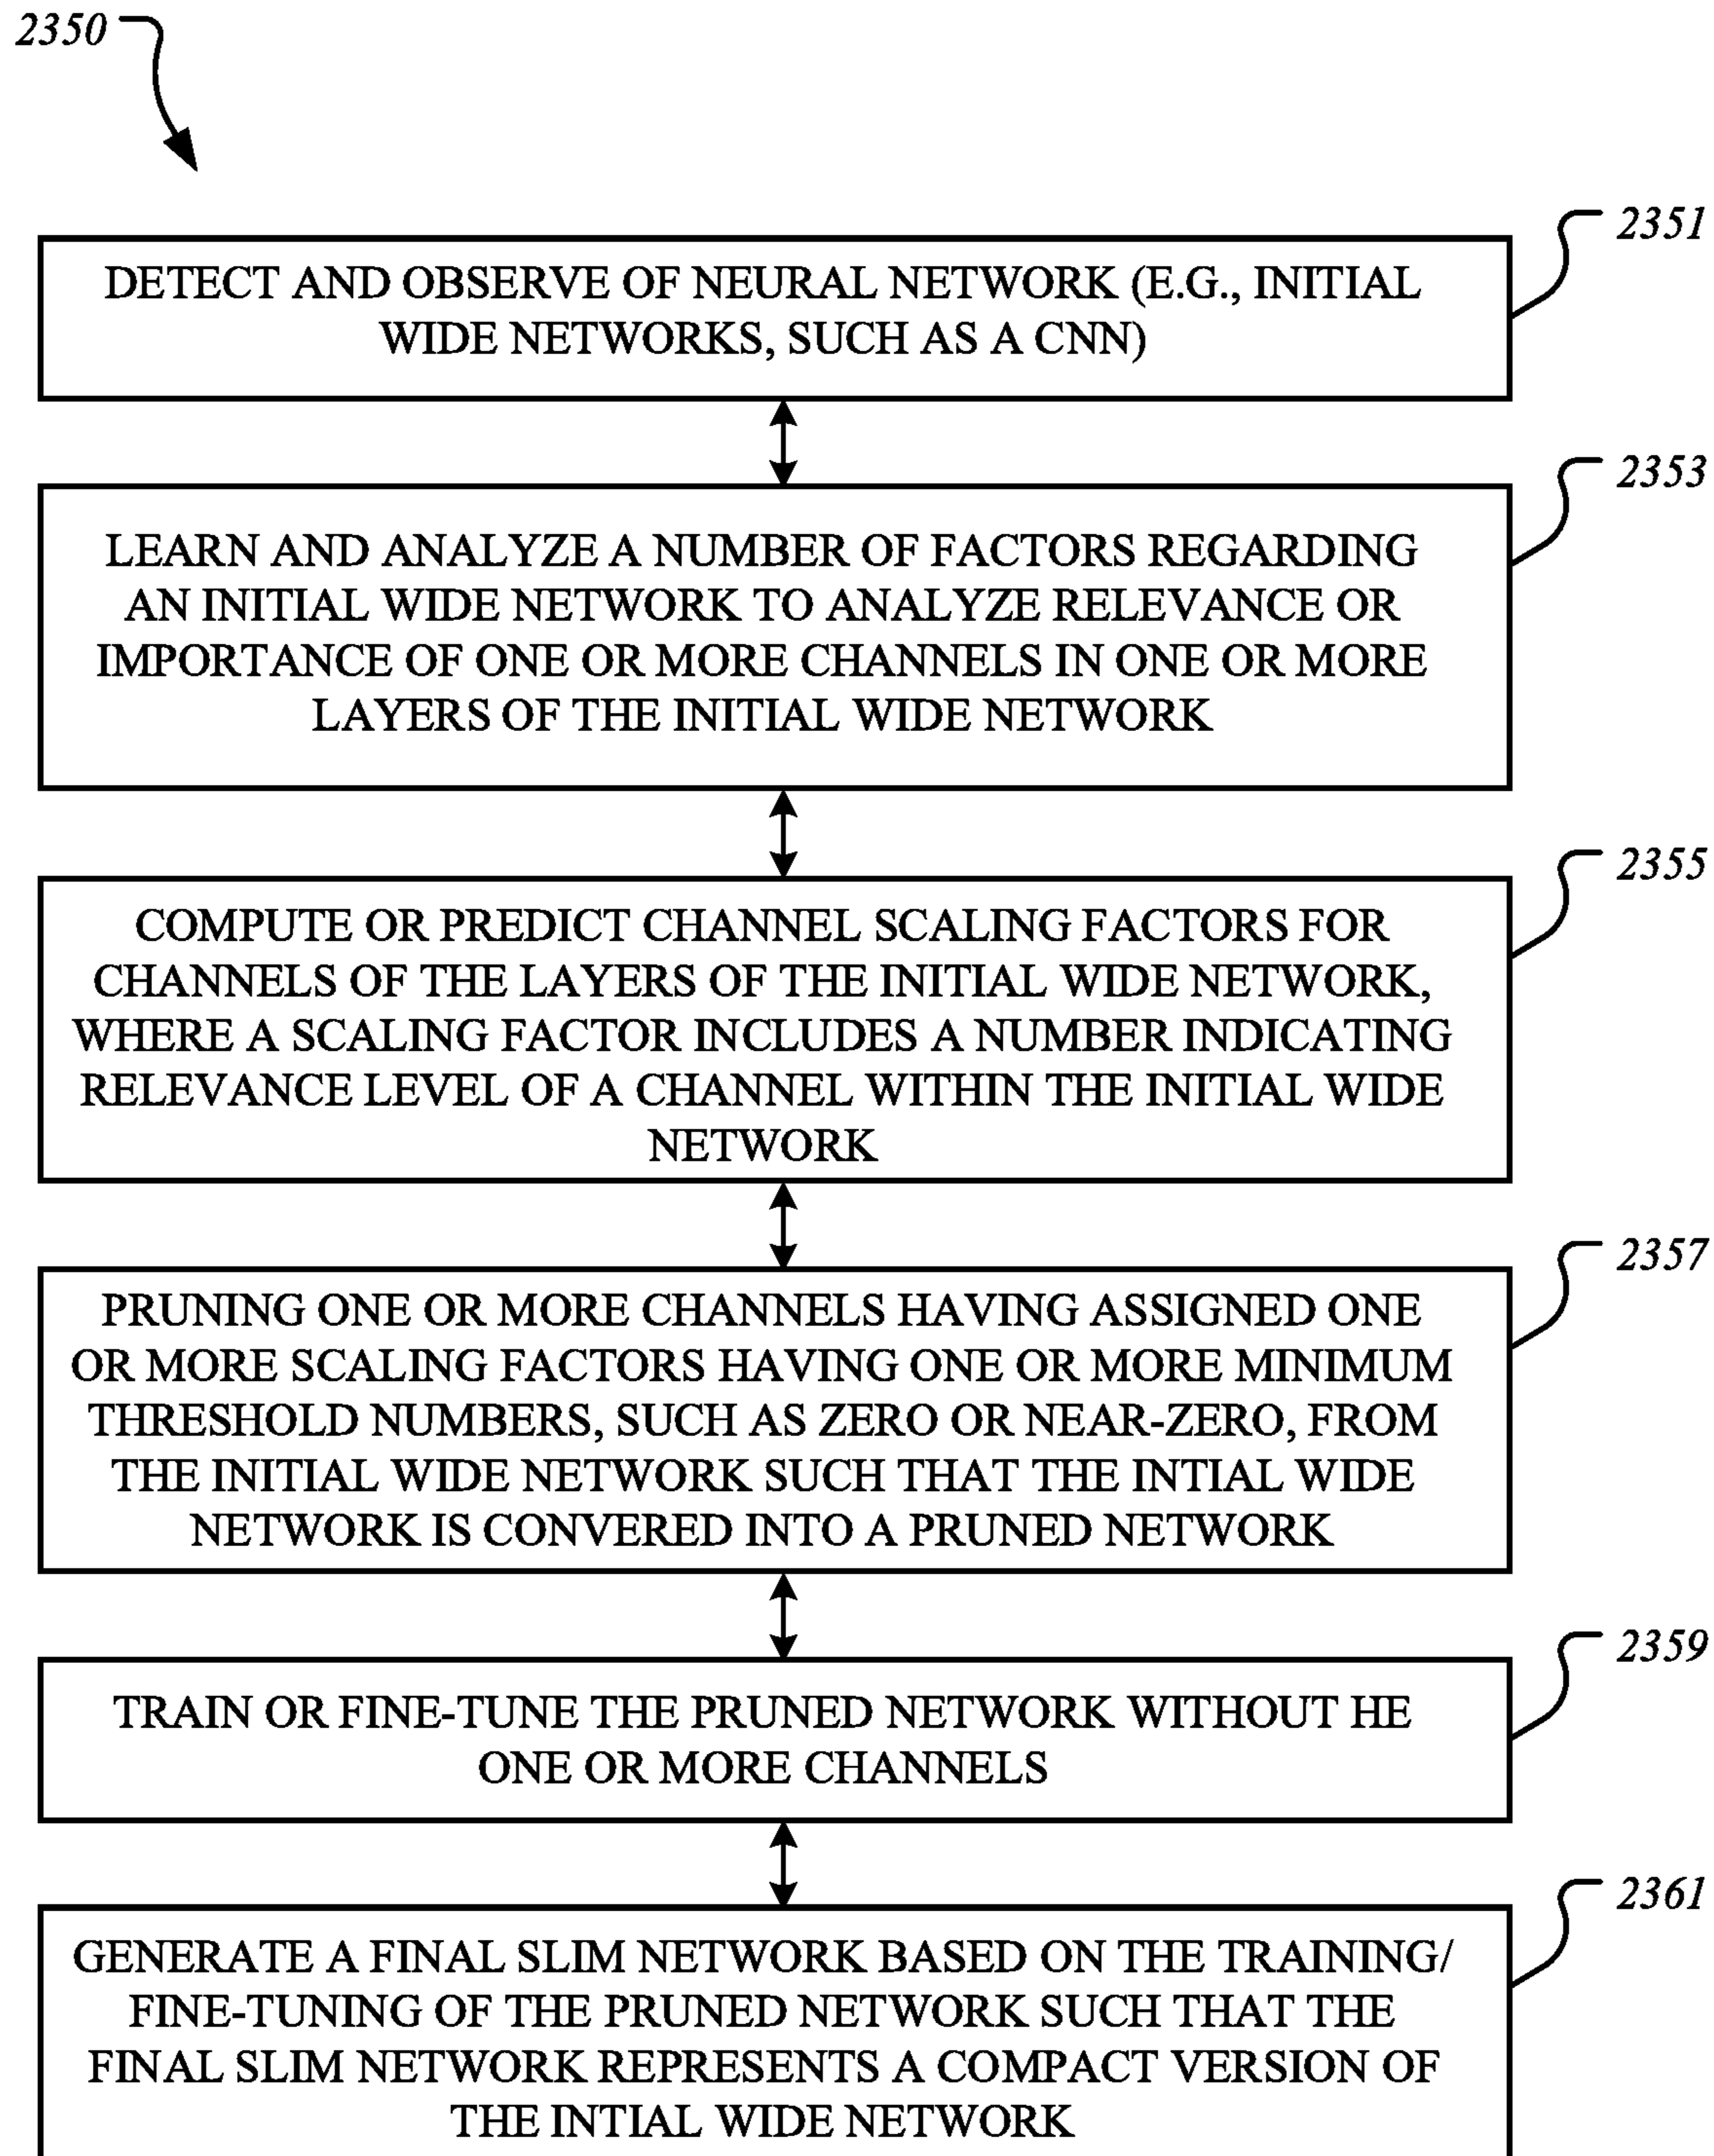 2350
2351
DETECT AND OBSERVE OF NEURAL NETWORK (E.G., INITIAL
WIDE NETWORKS, SUCH AS A CNN)
2353
LEARN AND ANALYZE A NUMBER OF FACTORS REGARDING
AN INITIAL WIDE NETWORK TO ANALYZE RELEVANCE OR
IMPORTANCE OF ONE OR MORE CHANNELS IN ONE OR MORE
LAYERS OF THE INITIAL WIDE NETWORK
2355
COMPUTE OR PREDICT CHANNEL SCALING FACTORS FOR
CHANNELS OF THE LAYERS OF THE INITIAL WIDE NETWORK,
WHERE A SCALING FACTOR INCLUDES A NUMBER INDICATING
RELEVANCE LEVEL OF A CHANNEL WITHIN THE INITIAL WIDE
NETWORK
2357
PRUNING ONE OR MORE CHANNELS HAVING ASSIGNED ONE
OR MORE SCALING FACTORS HAVING ONE OR MORE MINIMUM
THRESHOLD NUMBERS, SUCH AS ZERO OR NEAR-ZERO, FROM
THE INITIAL WIDE NETWORK SUCH THAT THE INTIAL WIDE
NETWORK IS CONVERED INTO A PRUNED NETWORK
2359
TRAIN OR FINE-TUNE THE PRUNED NETWORK WITHOUT HE
ONE OR MORE CHANNELS
2361
GENERATE A FINAL SLIM NETWORK BASED ON THE TRAINING/
FINE-TUNING OF THE PRUNED NETWORK SUCH THAT THE
FINAL SLIM NETWORK REPRESENTS A COMPACT VERSION OF
THE INTIAL WIDE NETWORK